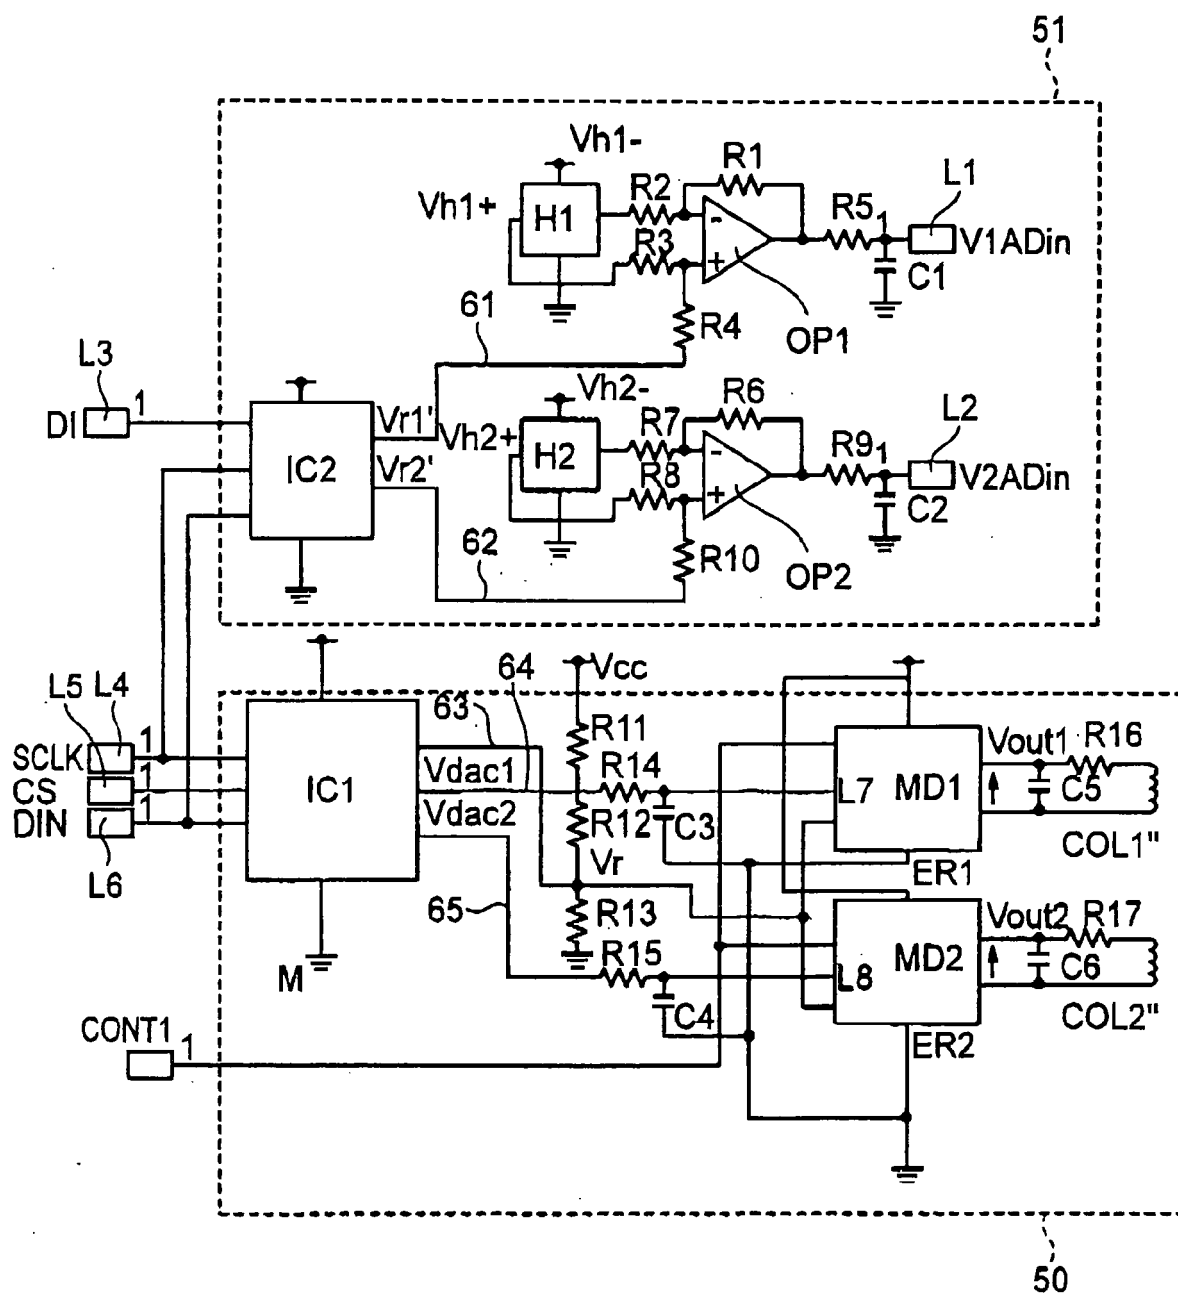 51
Vh1-
R1
L1
R2
Vh1+
H1
R5
1
V1ADin
R3
-
+
C1
61
R4
OP1
L3
Vh2-
R6
L2
1
DI
Vr1'
Vh2+
R7
R9
1
H2
IC2
Vr2'
R8
-
+
V2ADin
C2
62
R10
OP2
64
Vcc
L5 L4
63
SCLK
1
R11
Vout1
R16
CS
1
IC1
Vdac1
R14
L7
MD1
C5
DIN
1
Vdac2
R12
C3
COL1"
L6
Vr
ER1
65
R13
Vout2
R17
M
R15
L8
MD2
C6
C4
COL2"
CONT1
1
ER2
50